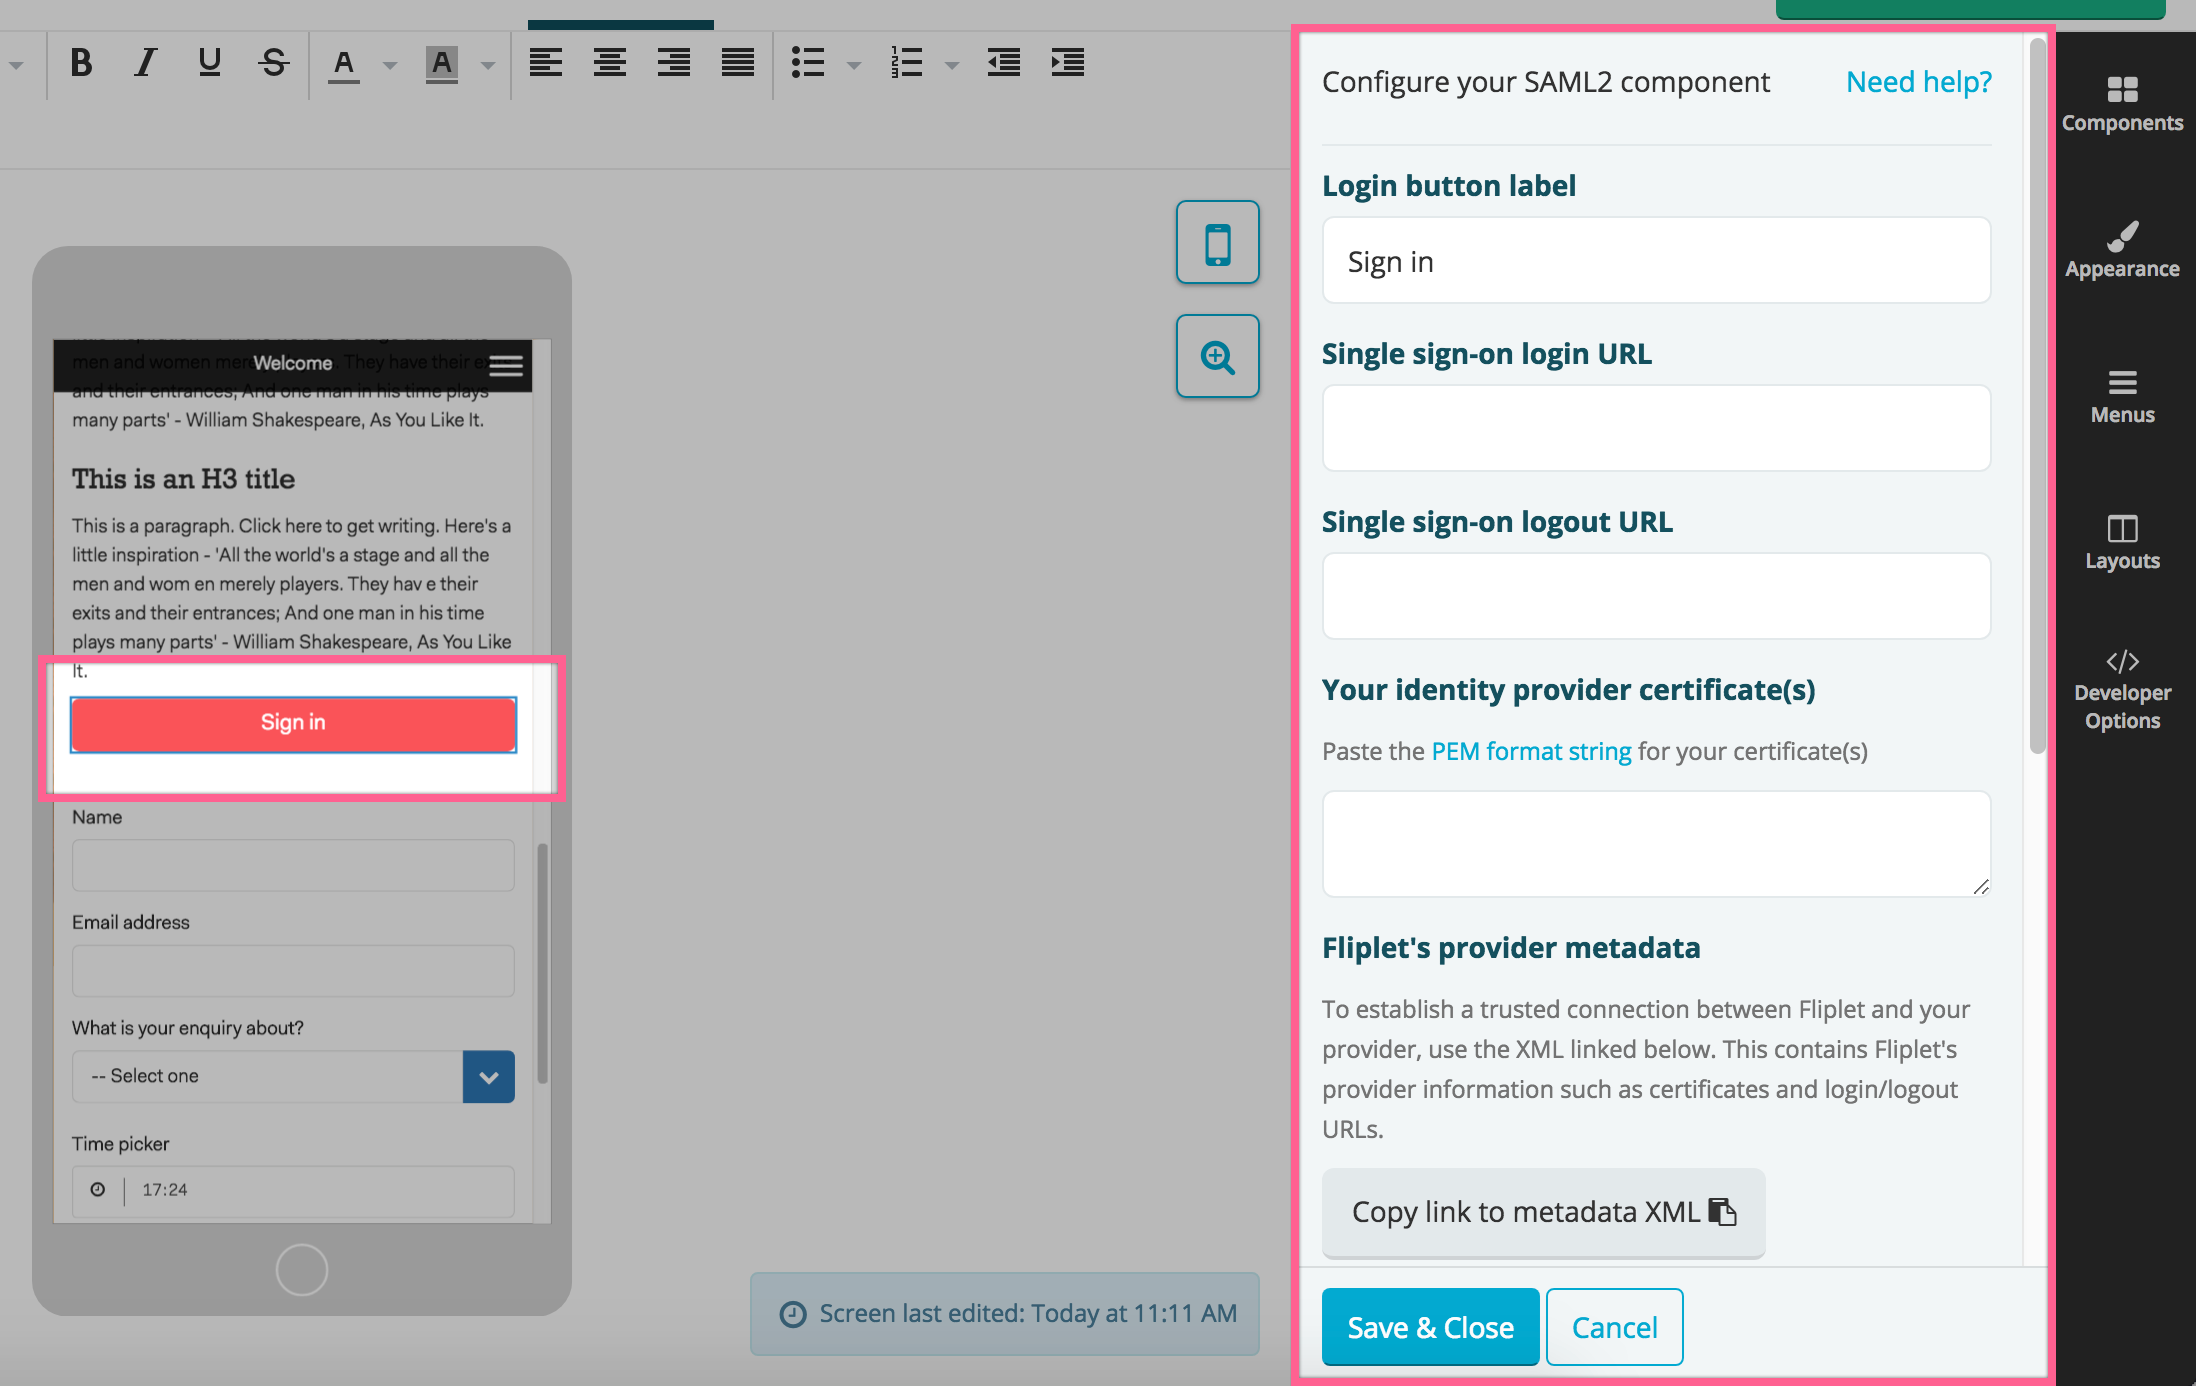 Configure your SAML2 component
Need help?
Login button label
Sign in
Single sign-on login URL
Single sign-on logout URL
Your identity provider certificate(s)
Paste the PEM format string for your certificate(s)
Fliplet's provider metadata
To establish a trusted connection between Fliplet and your
provider, use the XML linked below. This contains Fliplet's
provider information such as certificates and login/logout
URLs.
Copy link to metadata XML
Save & Close
Cancel
Components
Appearance
Menus
Layouts
Developer
Options
B I U S A A
Welcome
men and women mere They have their ex
and their entrances; And one man in his time plays
many parts' - William Shakespeare, As You Like It.
This is an H3 title
This is a paragraph. Click here to get writing. Here's a
little inspiration - 'All the world's a stage and all the
men and wom en merely players. They hav e their
exits and their entrances; And one man in his time
plays many parts' - William Shakespeare, As You Like
It.
Sign in
Name
Email address
What is your enquiry about?
-- Select one
Time picker
17:24
Screen last edited: Today at 11:11 AM